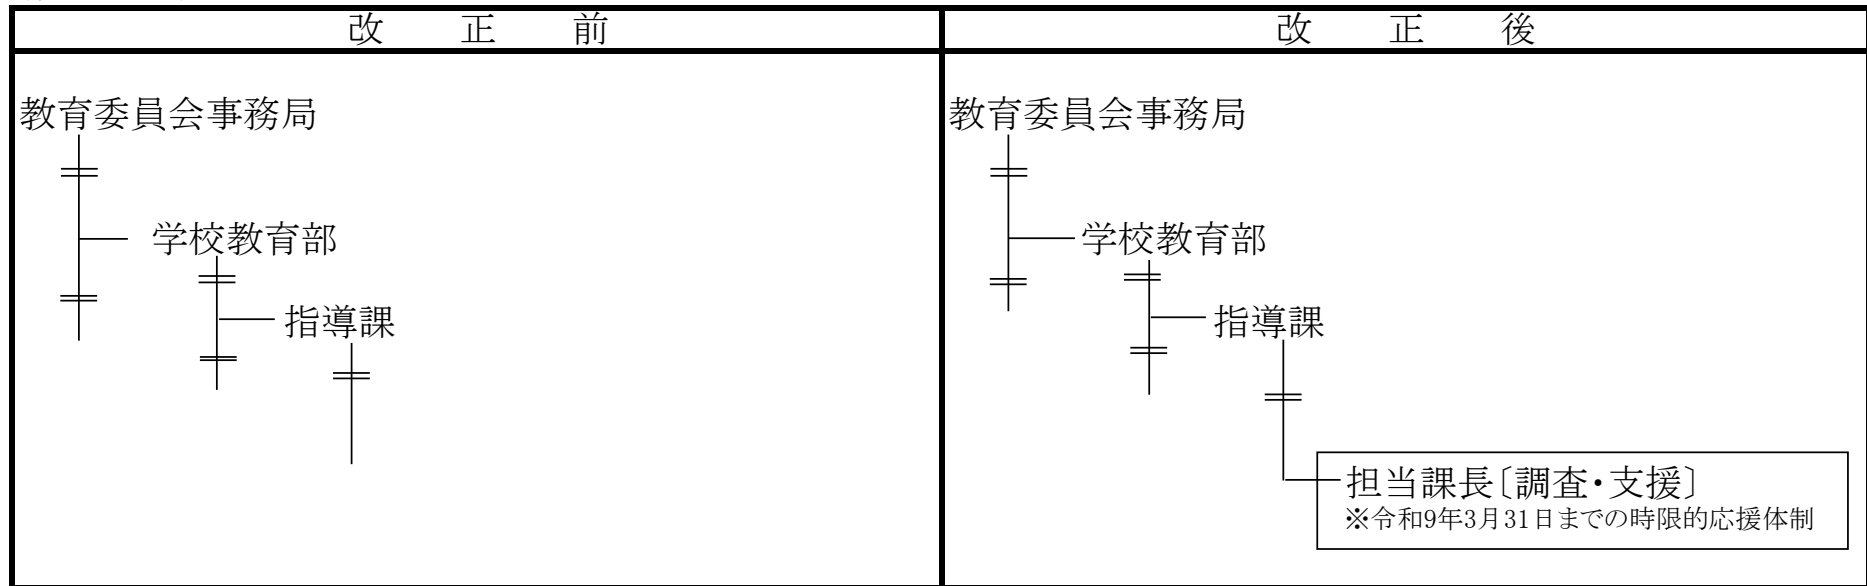 改正前
改正後
教育委員会事務局
学校教育部
指導課
教育委員会事務局
学校教育部
指導課
担当課長〔調査・支援〕
※令和9年3月31日までの時限的応援体制